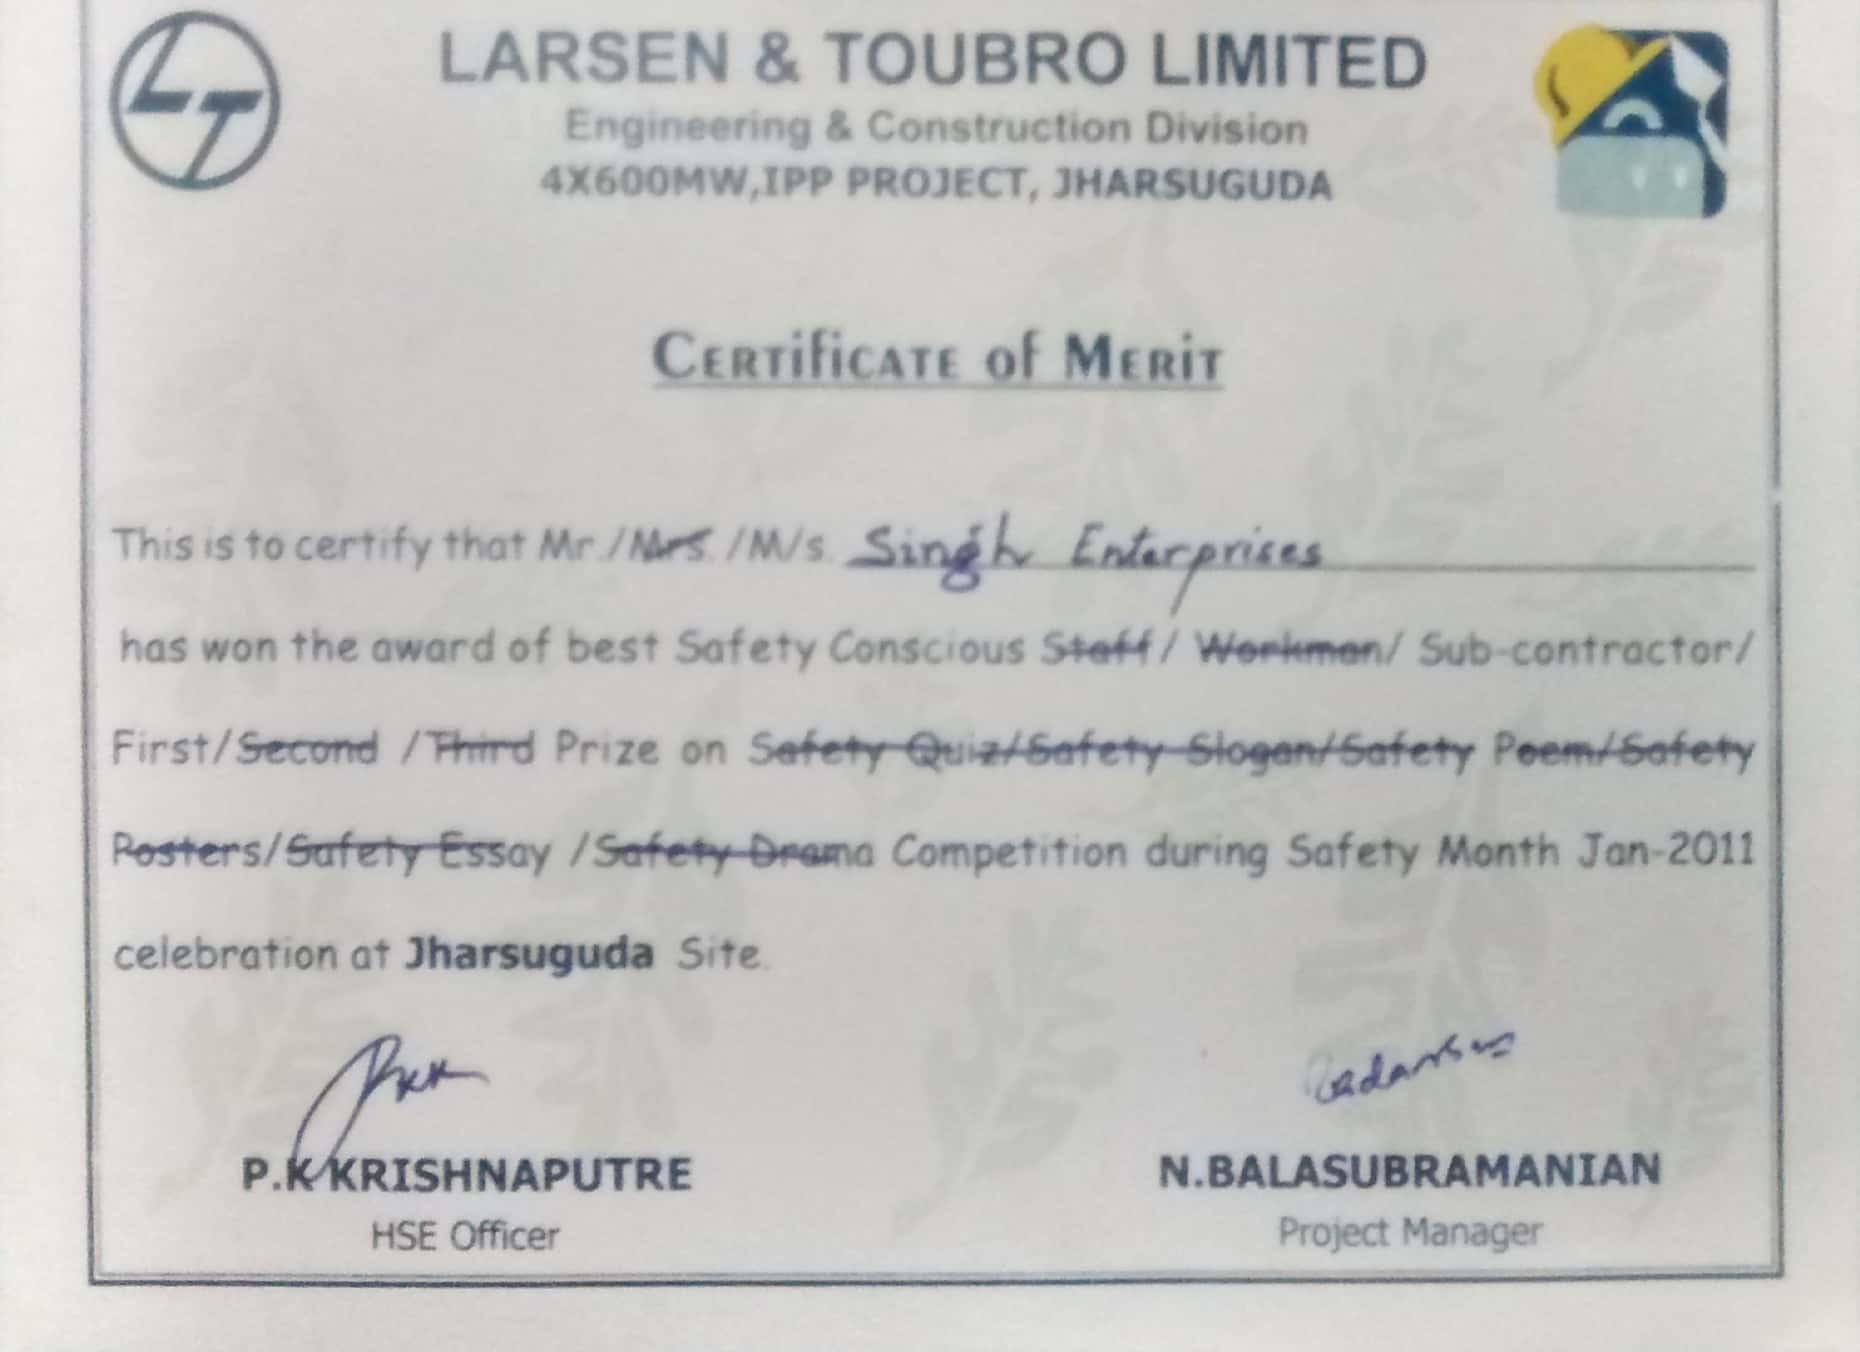 LT
LARSEN & TOUBRO LIMITED
Engineering & Construction Division
4X600MW,IPP PROJECT, JHARSUGUDA
Certificate of Merit
This is to certify that Mr./Mrs. /M/s. Singh Enterprises
has won the award of best Safety Conscious Staff/ Workman/ Sub-contractor/
First/Second /Third Prize on Safety Quiz/Safety Slogan/Safety Poem/Safety
Posters/Safety Essay /Safety Drama Competition during Safety Month Jan-2011
celebration at Jharsuguda Site.
P.K KRISHNAPUTRE
N.BALASUBRAMANIAN
HSE Officer
Project Manager